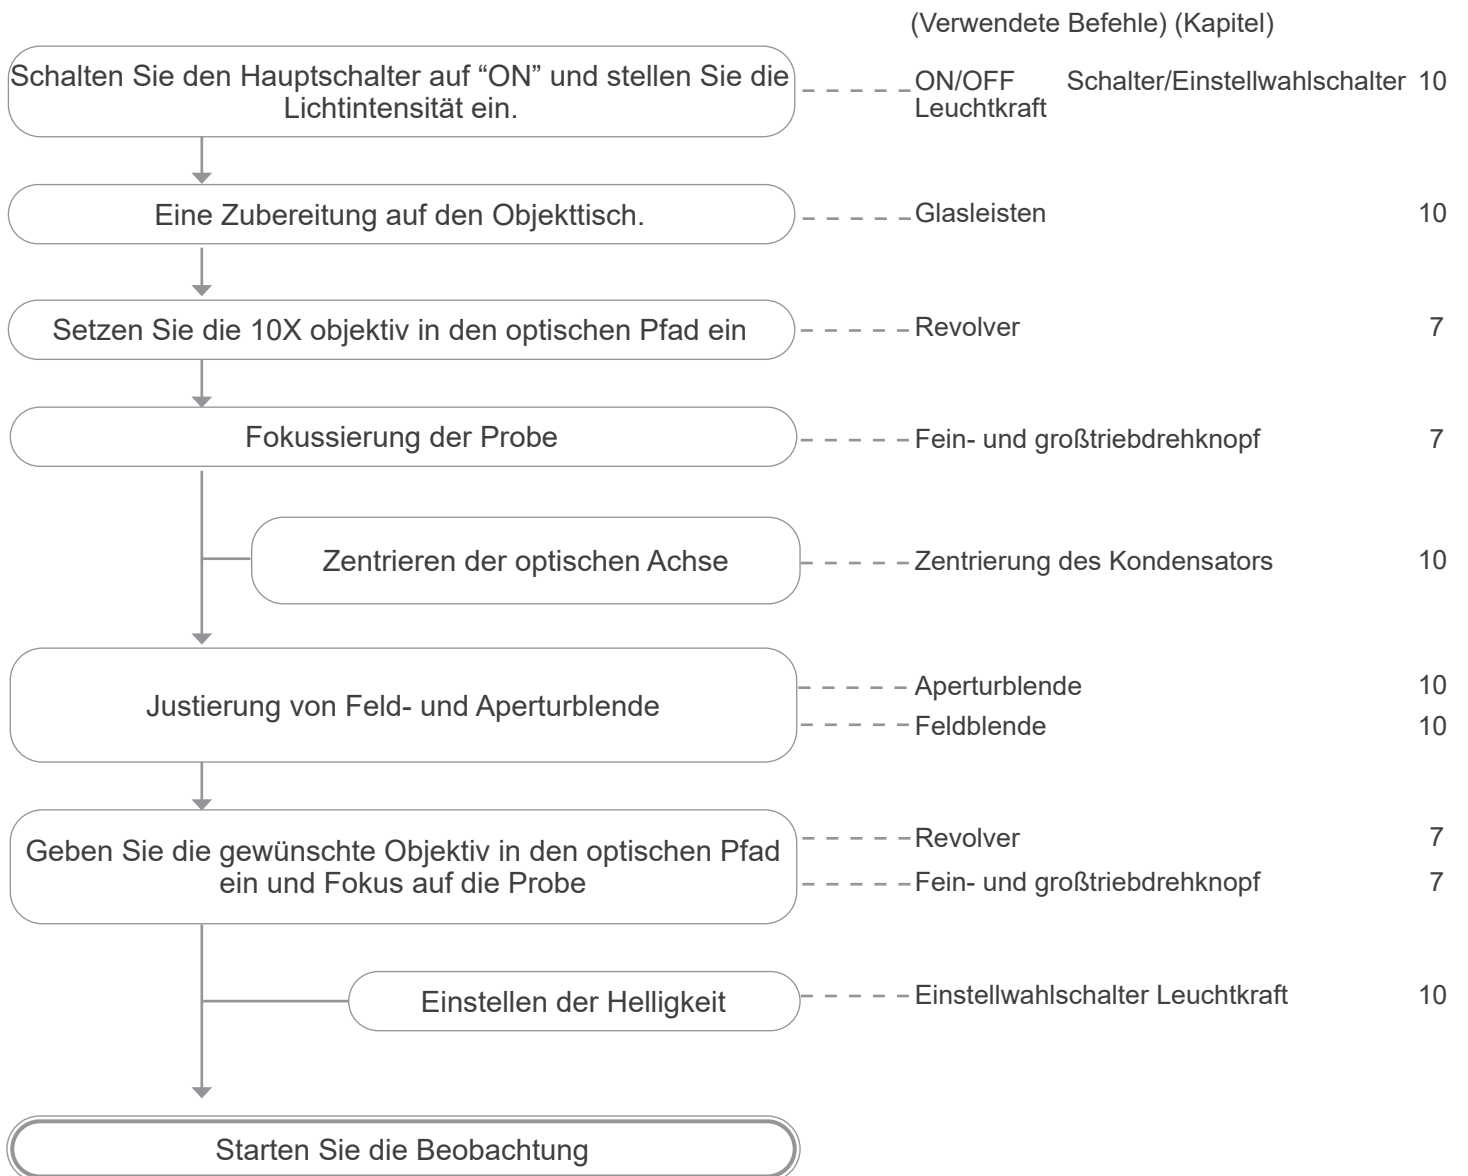 (Verwendete Befehle) (Kapitel)
Schalten Sie den Hauptschalter auf “ON” und stellen Sie die
Lichtintensität ein.
ON/OFF Schalter/Einstellwahlschalter 10
Leuchtkraft
Eine Zubereitung auf den Objekttisch.
Glasleisten 10
Setzen Sie die 10X objektiv in den optischen Pfad ein
Revolver 7
Fokussierung der Probe
Fein- und großtriebdrehknopf 7
Zentrieren der optischen Achse
Zentrierung des Kondensators 10
Justierung von Feld- und Aperturblende
Aperturblende 10
Feldblende 10
Geben Sie die gewünschte Objektiv in den optischen Pfad
ein und Fokus auf die Probe
Revolver 7
Fein- und großtriebdrehknopf 7
Einstellen der Helligkeit
Einstellwahlschalter Leuchtkraft 10
Starten Sie die Beobachtung